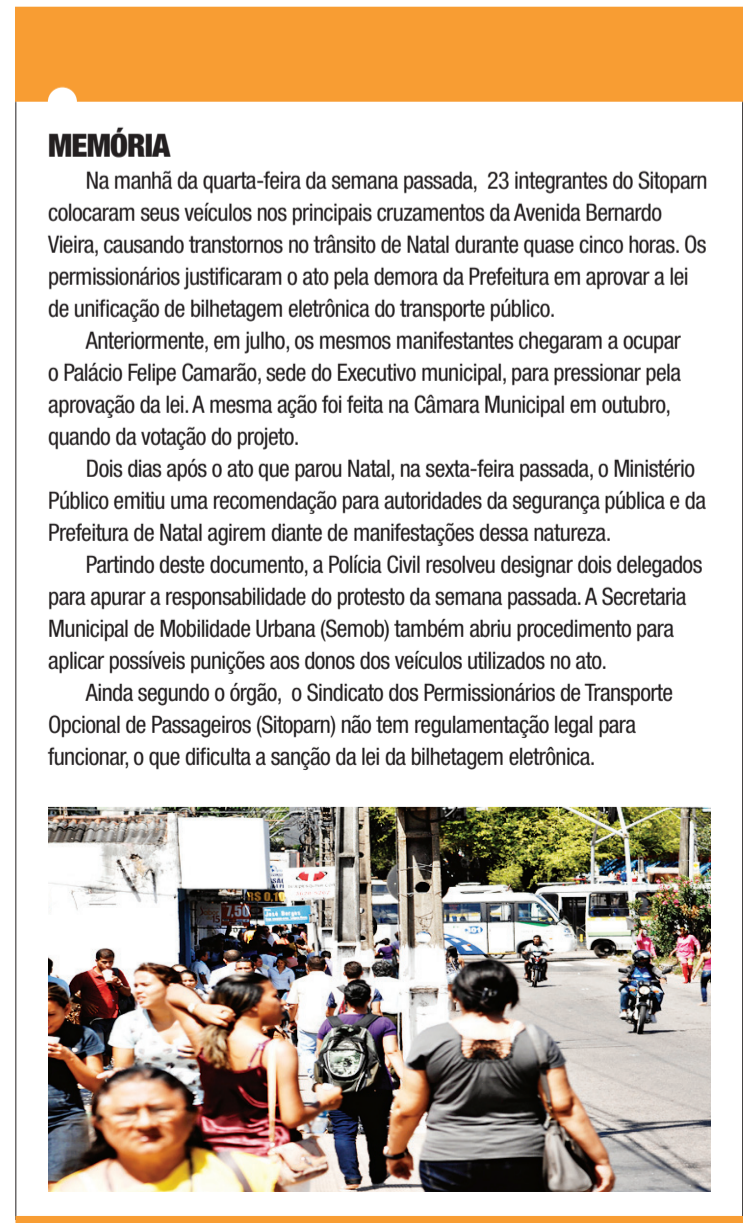 MEMÓRIA
Na manhã da quarta-feira da semana passada, 23 integrantes do Sitoparn
colocaram seus veículos nos principais cruzamentos da Avenida Bernardo
Vieira, causando transtornos no trânsito de Natal durante quase cinco horas. Os
permissionários justificaram o ato pela demora da Prefeitura em aprovar a lei
de unificação de bilhetagem eletrônica do transporte público.
Anteriormente, em julho, os mesmos manifestantes chegaram a ocupar
o Palácio Felipe Camarão, sede do Executivo municipal, para pressionar pela
aprovação da lei. A mesma ação foi feita na Câmara Municipal em outubro,
quando da votação do projeto.
Dois dias após o ato que parou Natal, na sexta-feira passada, o Ministério
Público emitiu uma recomendação para autoridades da segurança pública e da
Prefeitura de Natal agirem diante de manifestações dessa natureza.
Partindo deste documento, a Polícia Civil resolveu designar dois delegados
para apurar a responsabilidade do protesto da semana passada. A Secretaria
Municipal de Mobilidade Urbana (Semob) também abriu procedimento para
aplicar possíveis punições aos donos dos veículos utilizados no ato.
Ainda segundo o órgão, o Sindicato dos Permissionários de Transporte
Opcional de Passageiros (Sitoparn) não tem regulamentação legal para
funcionar, o que dificulta a sanção da lei da bilhetagem eletrônica.
R$ 0,10
7,50
José Borges